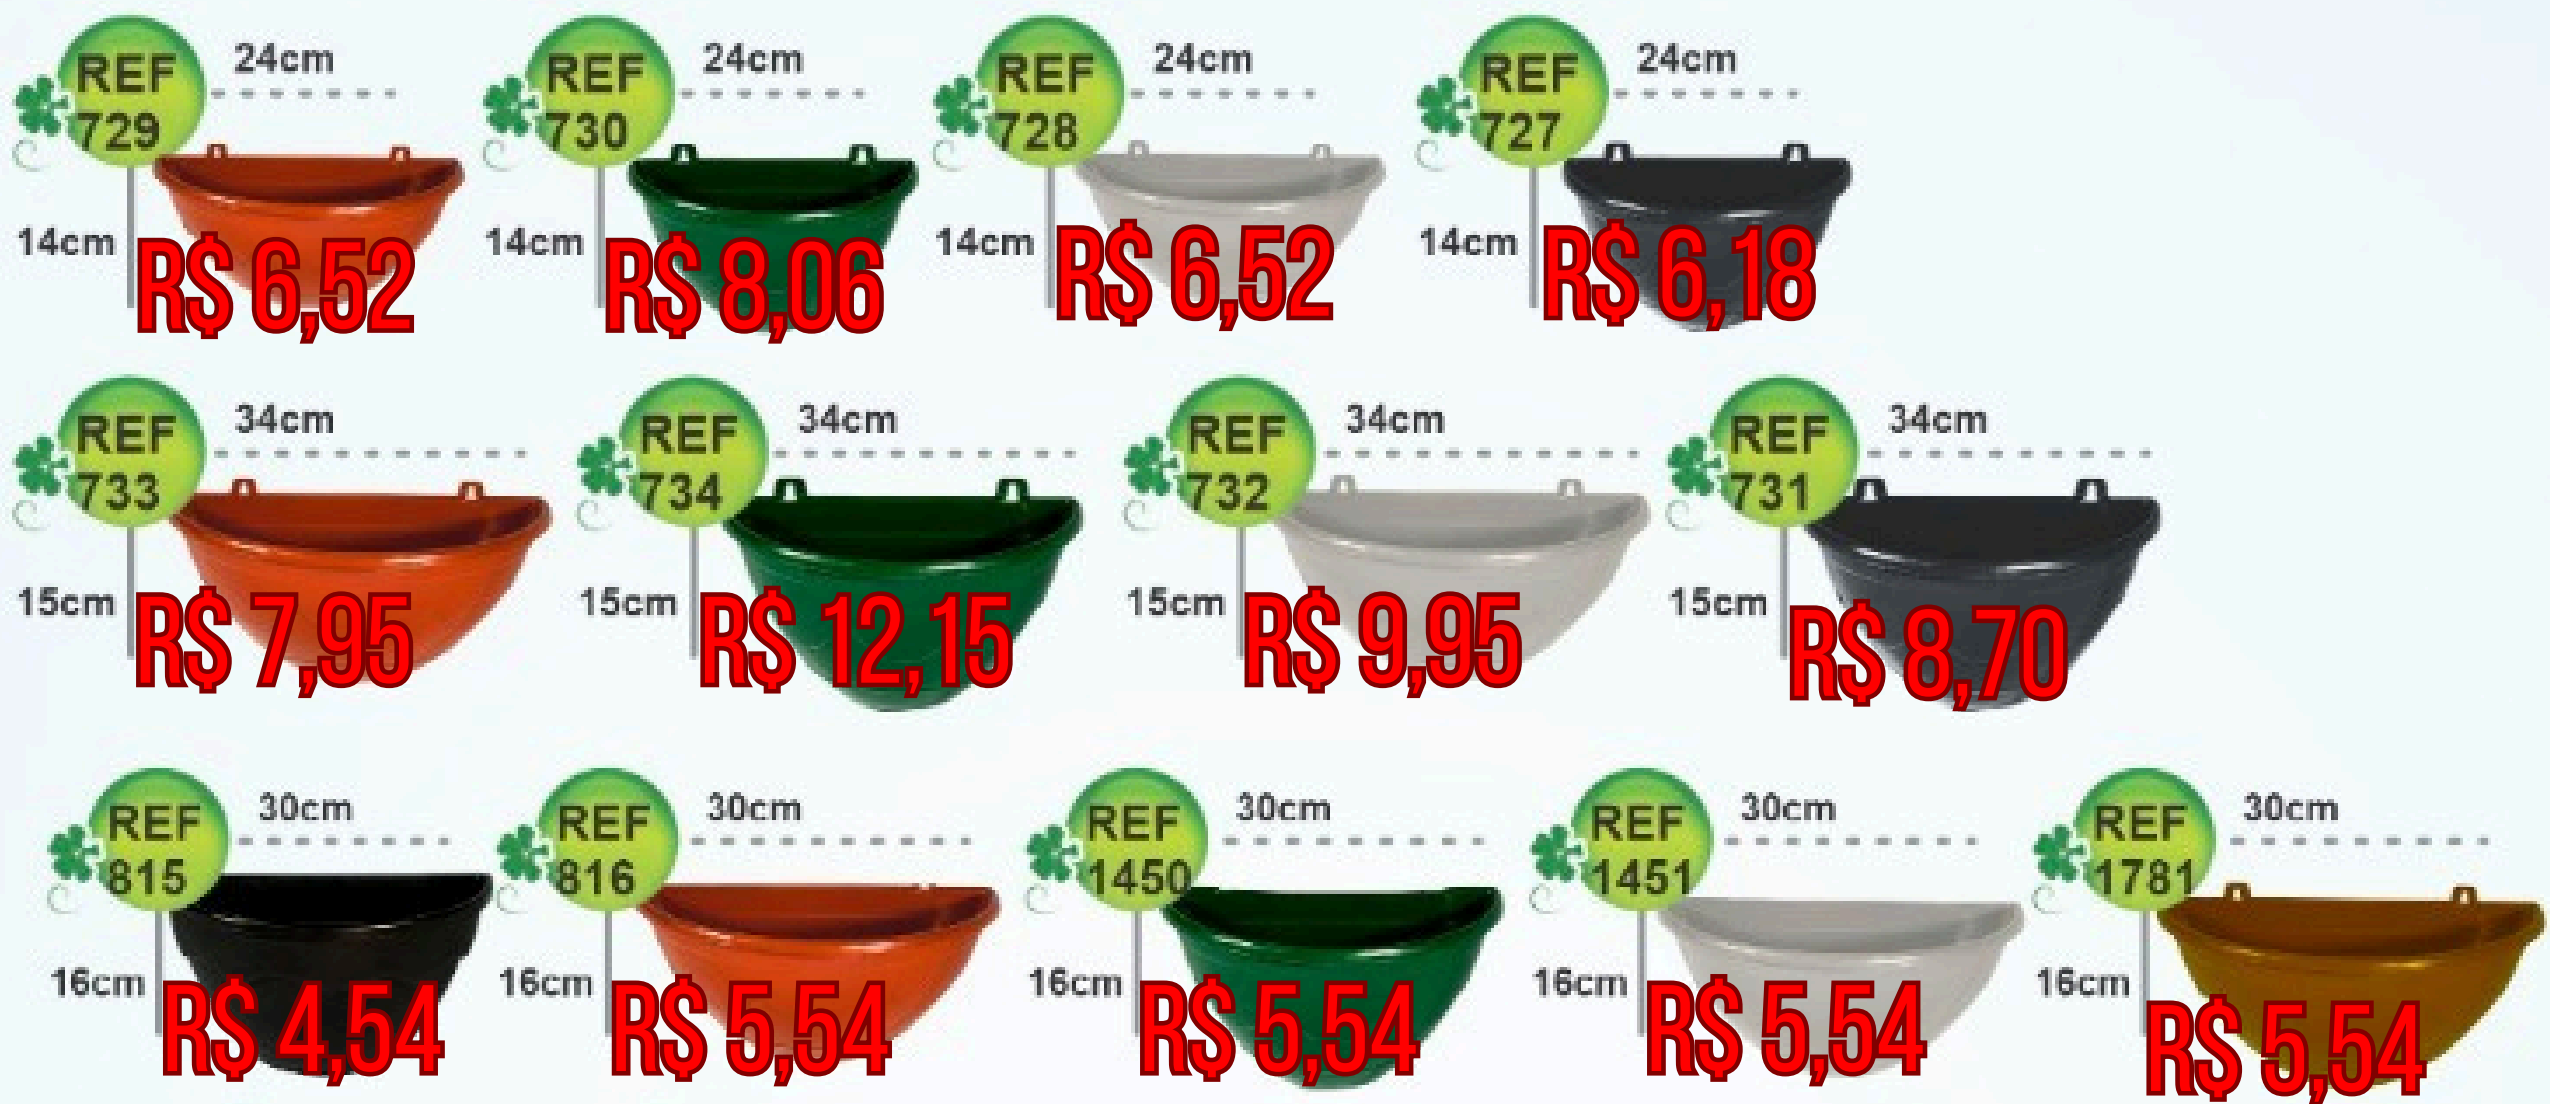 REF
729
24cm
14cm
R$ 6,52
REF
730
24cm
14cm
R$ 8,06
REF
728
24cm
14cm
R$ 6,52
REF
727
24cm
14cm
R$ 6,18
REF
733
34cm
15cm
R$ 7,95
REF
734
34cm
15cm
R$ 12,15
REF
732
34cm
15cm
R$ 9,95
REF
731
34cm
15cm
R$ 8,70
REF
815
30cm
16cm
R$ 4,54
REF
816
30cm
16cm
R$ 5,54
REF
1450
30cm
16cm
R$ 5,54
REF
1451
30cm
16cm
R$ 5,54
REF
1781
30cm
16cm
R$ 5,54